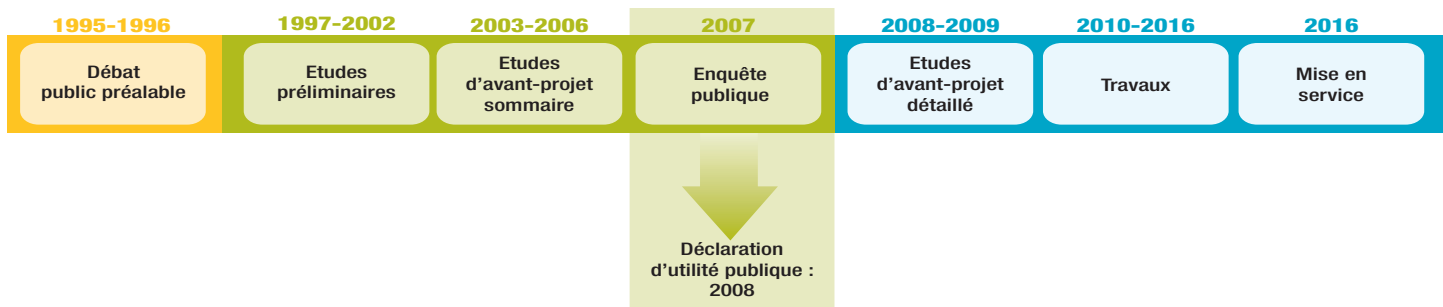 1995-1996
Débat
public préalable
1997-2002
Etudes
préliminaires
2003-2006
Etudes
d'avant-projet
sommaire
2007
Enquête
publique
Déclaration
d'utilité publique :
2008
2008-2009
Etudes
d'avant-projet
détaillé
2010-2016
Travaux
2016
Mise en
service